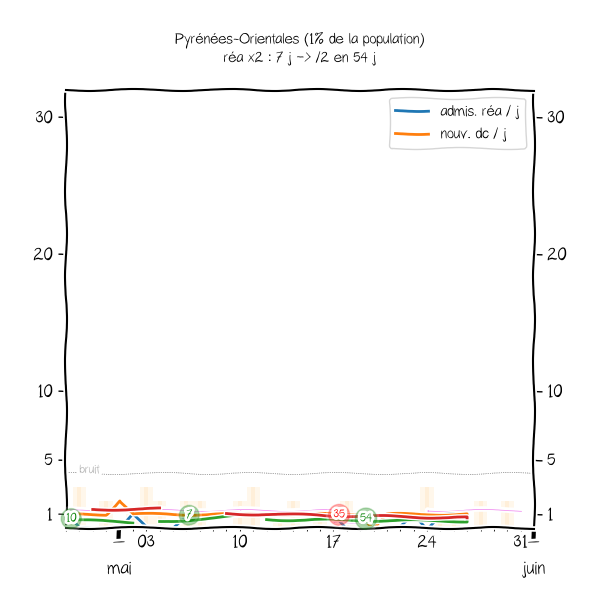 Pyrénées-Orientales (1% de la population)
réa x2 : 7 j -> /2 en 54 j
admis. réa / j
nouv. dc / j
30 30
20 20
10 10
5 5
bruit
1 1
10 7 35 54
03 10 17 24 31
mai juin